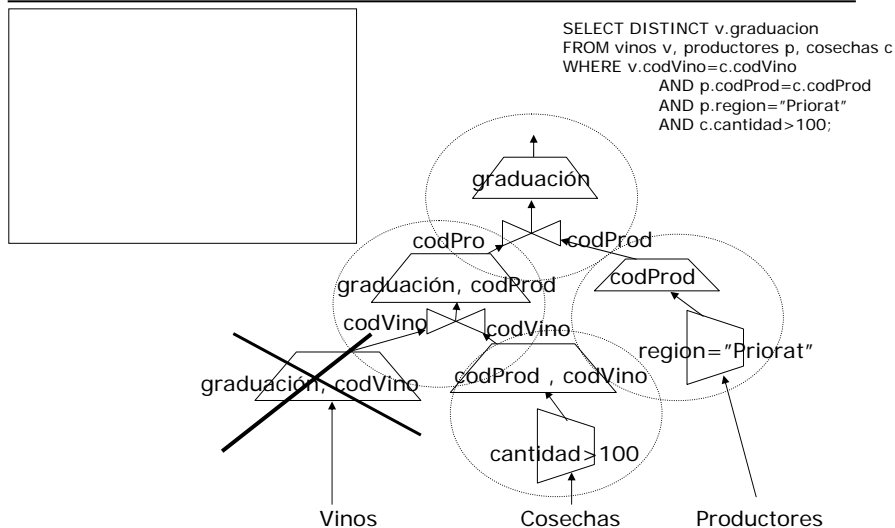 SELECT DISTINCT v.graduacion
FROM vinos v, productores p, cosechas c
WHERE v.codVino=c.codVino
AND p.codProd=c.codProd
AND p.region="Priorat"
AND c.cantidad>100;
graduación
codPro
codProd
graduación, codProd
codProd
codVino
codVino
region="Priorat"
graduación, codVino
codProd , codVino
cantidad>100
Vinos
Cosechas
Productores